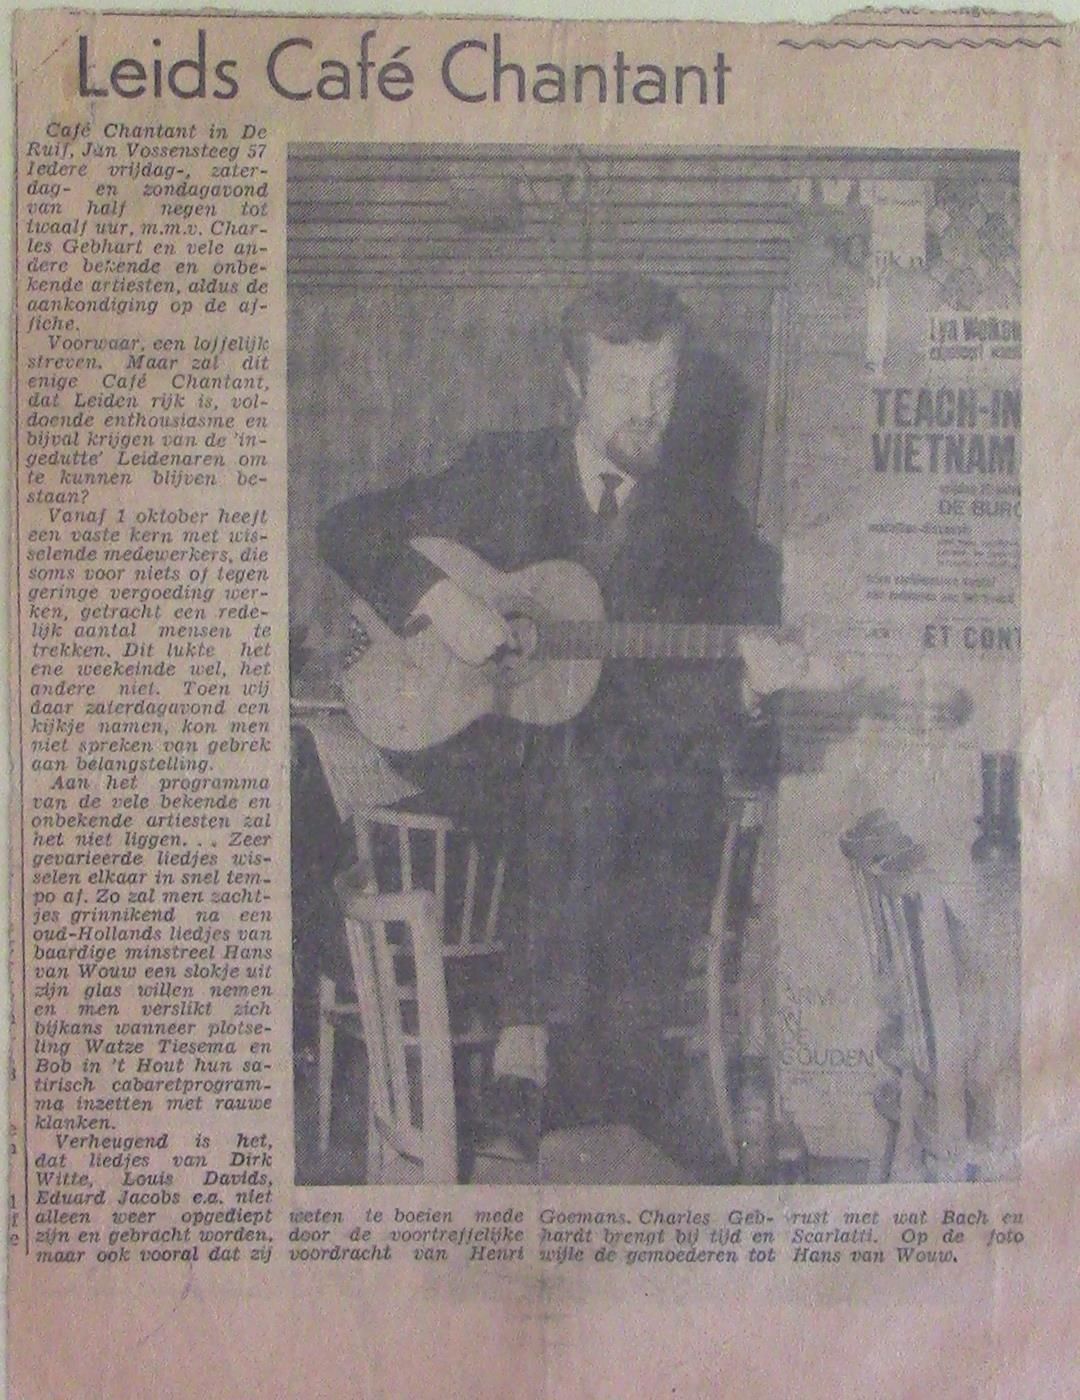 Leids Café Chantant
Café Chantant in De
Ruif, Jan Vossensteeg 57
Iedere vrijdag-, zater-
dag- en zondagavond
van half negen tot
twaalf uur, m.m.v. Char-
les Gebhart en vele an-
dere bekende en onbe-
kende artiesten, aldus de
aankondiging op de af-
fiche.
Voorwaar, een loffelijk
streven. Maar zal dit
enige Café Chantant,
dat Leiden rijk is, vol-
doende enthousiasme en
bijval krijgen van de 'in-
gedutte' Leidenaren om
te kunnen blijven be-
staan?
Vanaf 1 oktober heeft
een vaste kern met wis-
selende medewerkers, die
soms voor niets of tegen
geringe vergoeding wer-
ken, getracht een rede-
lijk aantal mensen te
trekken. Dit lukte het
ene weekeinde wel, het
andere niet. Toen wij
daar zaterdagavond een
kijkje namen, kon men
niet spreken van gebrek
aan belangstelling.
Aan het programma
van de vele bekende en
onbekende artiesten zal
het niet liggen. . . Zeer
gevarieerde liedjes wis-
selen elkaar in snel tem-
po af. Zo zal men zacht-
jes grinnikend na een
oud-Hollands liedjes van
baardige minstreel Hans
van Wouw een slokje uit
zijn glas willen nemen
en men verslikt zich
bijkans wanneer plotse-
ling Watze Tiesema en
Bob in 't Hout hun sa-
tirisch cabaretprogram-
ma inzetten met rauwe
klanken.
Verheugend is het,
dat liedjes van Dirk
Witte, Louis Davids,
Eduard Jacobs e.a. niet
alleen weer opgediept
zijn en gebracht worden,
maar ook vooral dat zij
weten te boeien mede
door de voortreffelijke
voordracht van Henri
Goemans. Charles Geb-
hardt brengt bij tijd en
wijle de gemoederen tot
rust met wat Bach en
Scarlatti. Op de foto
Hans van Wouw.
TEACH-IN
VIETNAM
DE BURG
ET CONT
GOUDEN